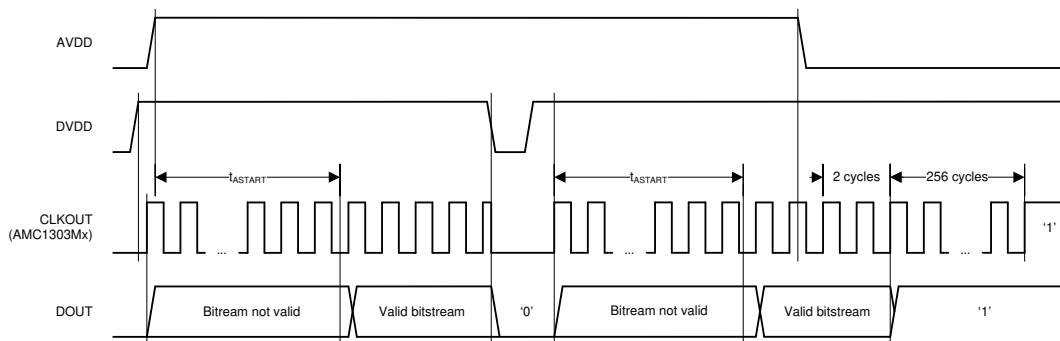 AVDD
DVDD
tASTART
tASTART
2 cycles
256 cycles
CLKOUT
(AMC1303Mx)
...
...
...
'1'
DOUT
Bitream not valid
Valid bitstream
'0'
Bitream not valid
Valid bitstream
'1'